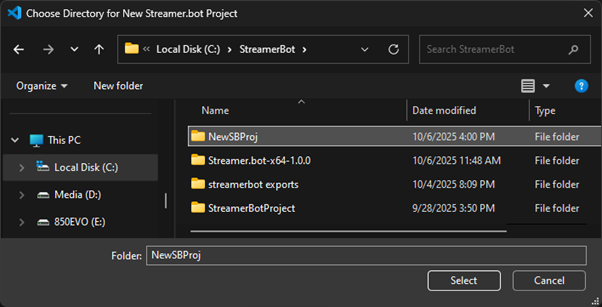 Choose Directory for New Streamer.bot Project
Local Disk (C:) StreamerBot Search StreamerBot
Organize New folder
Name Date modified Type
This PC
Local Disk (C:)
Media (D:)
850EVO (E:)
NewSBProj 10/6/2025 4:00 PM File folder
Streamer.bot-x64-1.0.0 10/6/2025 11:48 AM File folder
streamerbot exports 10/4/2025 8:09 PM File folder
StreamerBotProject 9/28/2025 3:50 PM File folder
Folder: NewSBProj
Select Cancel